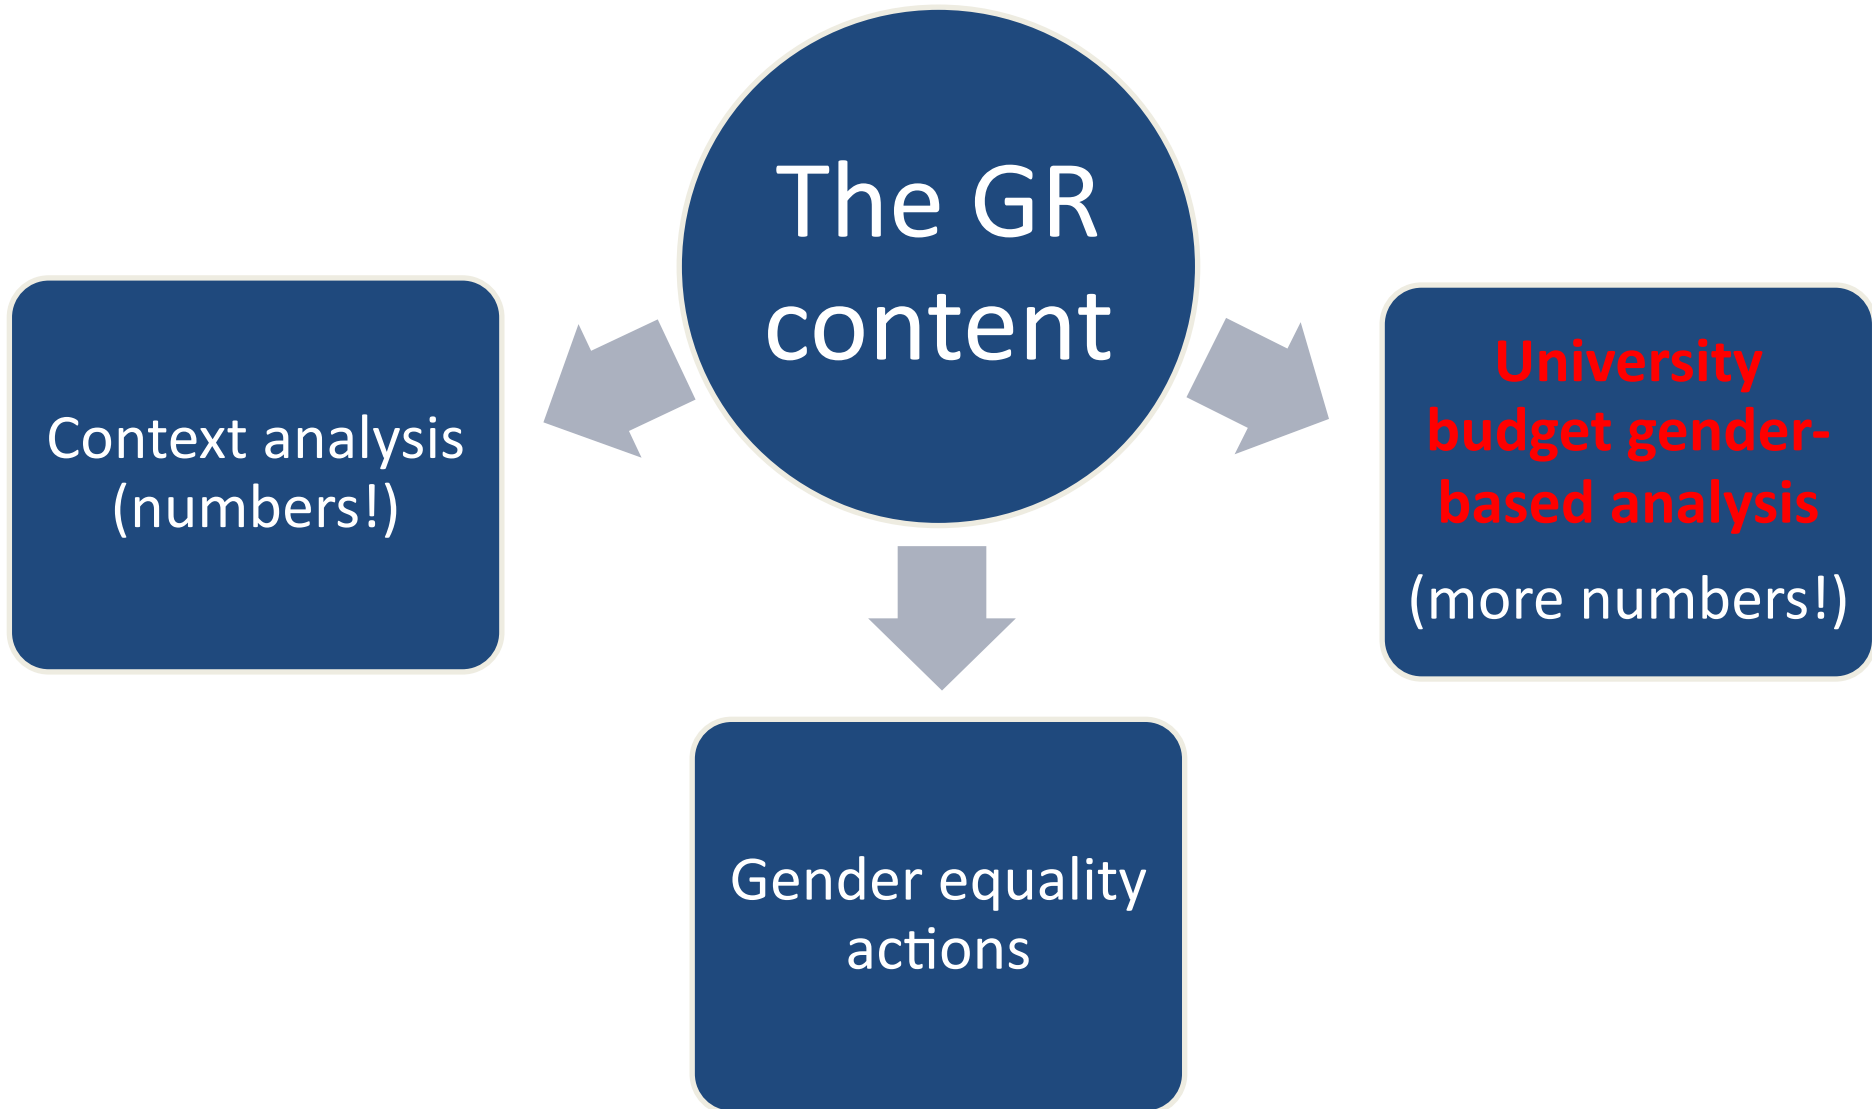 The GR
content
Context analysis
(numbers!)
University
budget gender-
based analysis
(more numbers!)
Gender equality
actions